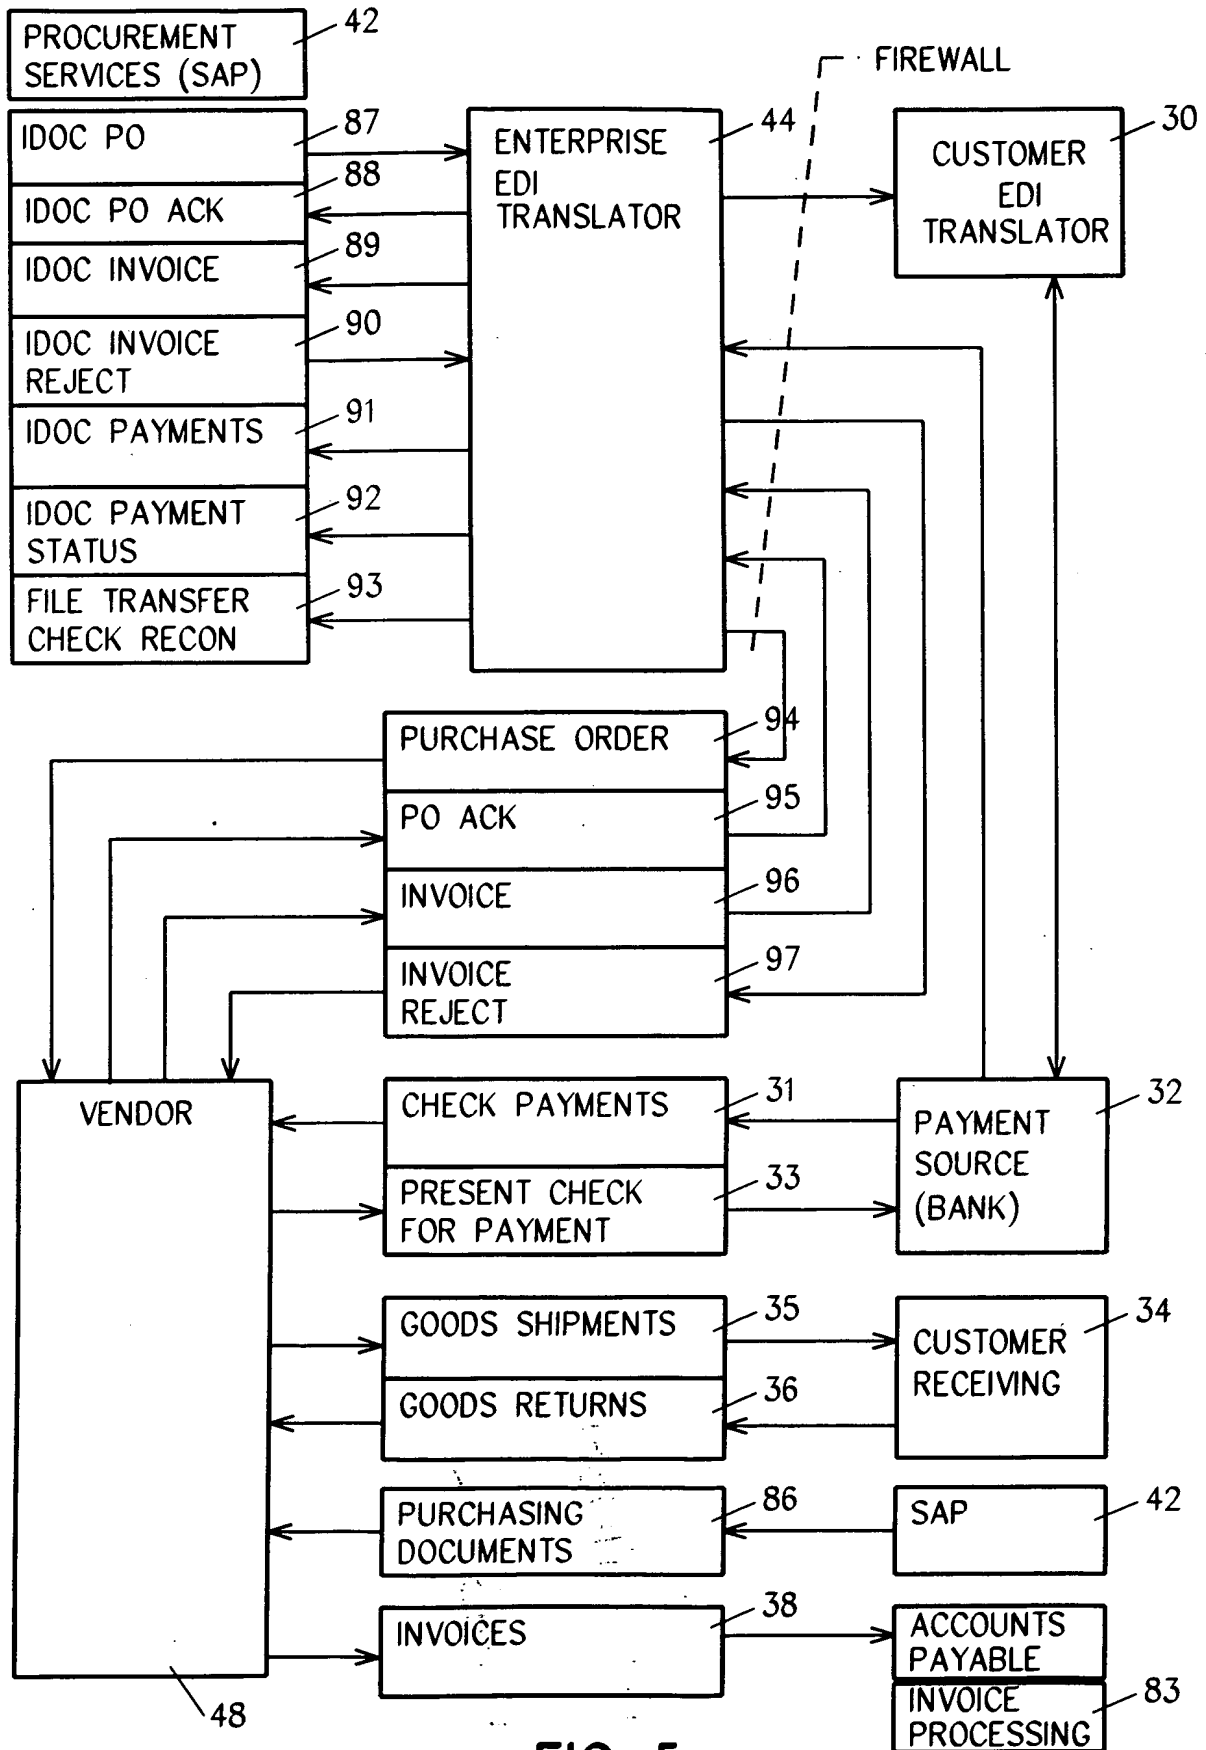 PROCUREMENT
SERVICES (SAP)
42
FIREWALL
IDOC PO
87
IDOC PO ACK
88
IDOC INVOICE
89
IDOC INVOICE
REJECT
90
IDOC PAYMENTS
91
IDOC PAYMENT
STATUS
92
FILE TRANSFER
CHECK RECON
93
ENTERPRISE
EDI
TRANSLATOR
44
CUSTOMER
EDI
TRANSLATOR
30
PURCHASE ORDER
94
PO ACK
95
INVOICE
96
INVOICE
REJECT
97
VENDOR
48
CHECK PAYMENTS
31
PRESENT CHECK
FOR PAYMENT
33
PAYMENT
SOURCE
(BANK)
32
GOODS SHIPMENTS
35
GOODS RETURNS
36
CUSTOMER
RECEIVING
34
PURCHASING
DOCUMENTS
86
SAP
42
INVOICES
38
ACCOUNTS
PAYABLE
INVOICE
PROCESSING
83
FIG. 5